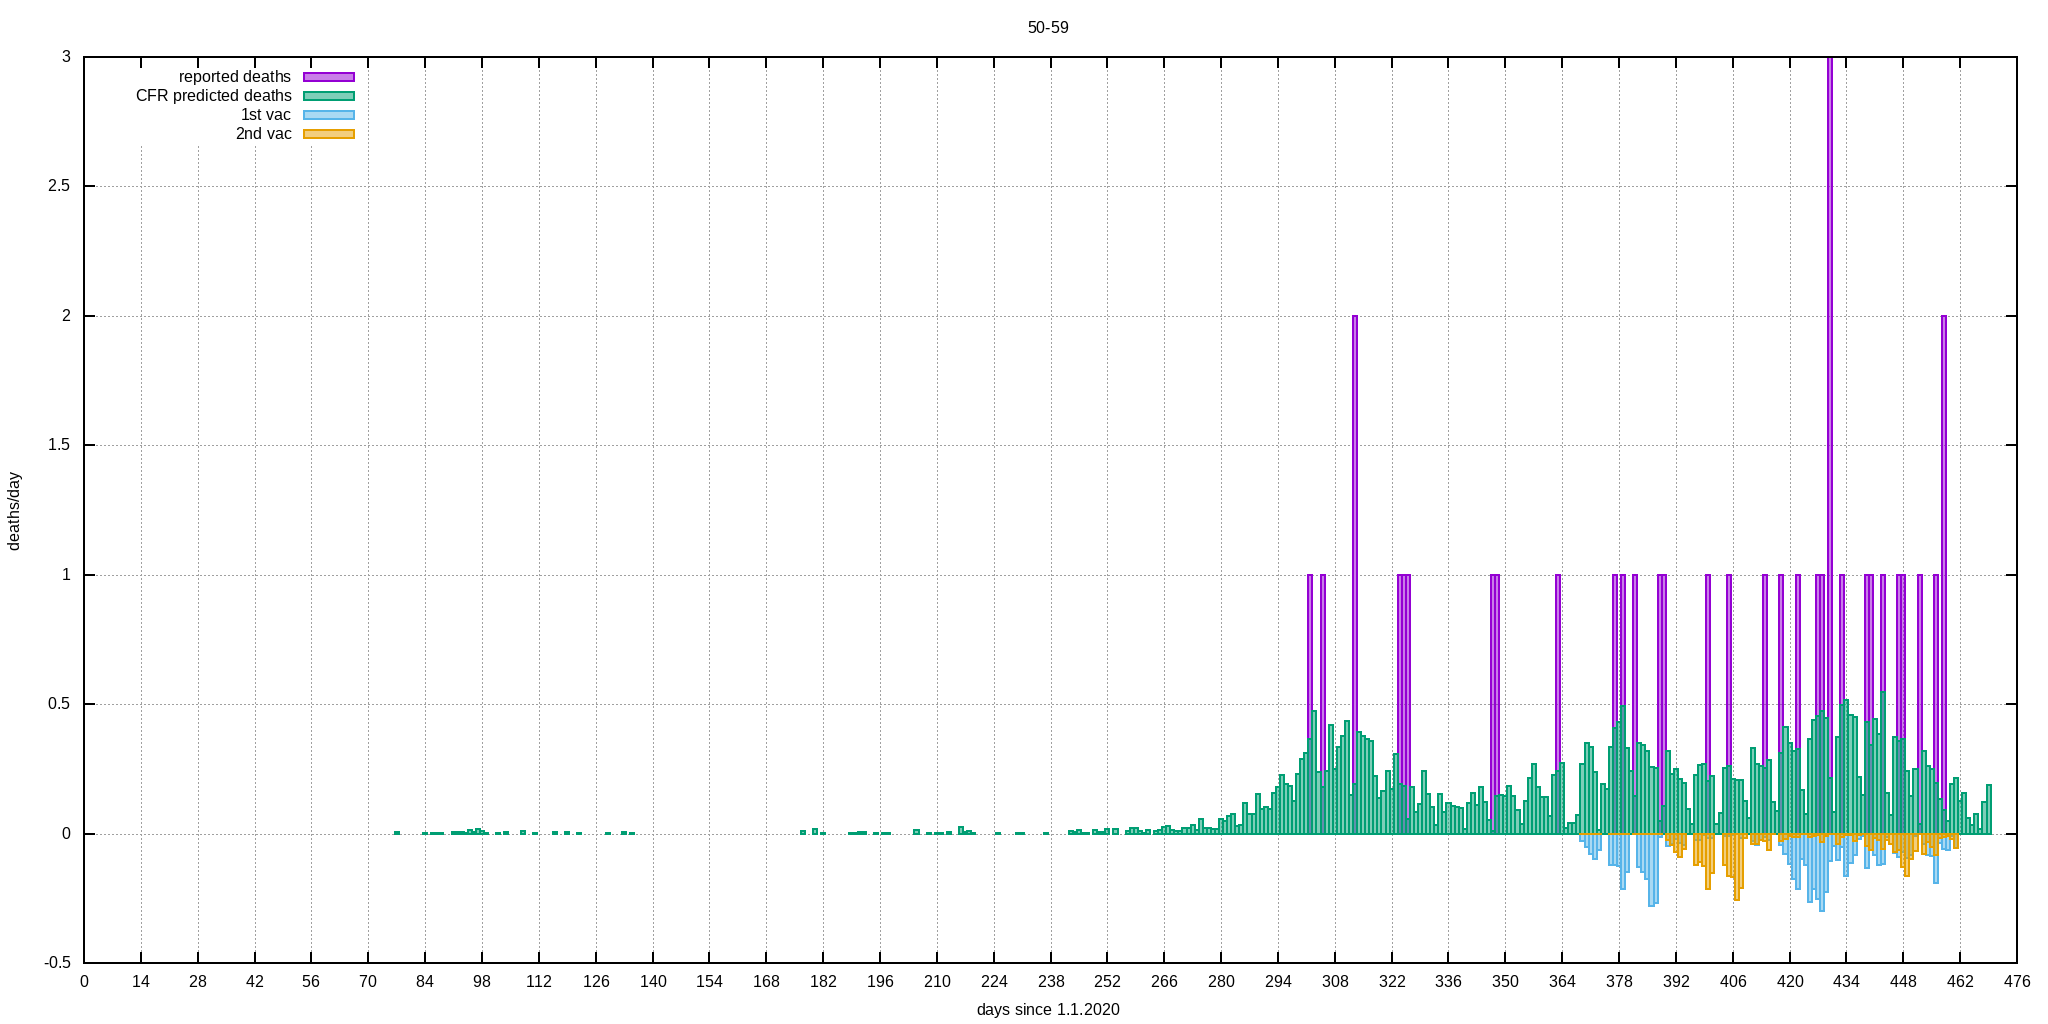 50-59
reported deaths
CFR predicted deaths
1st vac
2nd vac
3
2.5
2
1.5
1
0.5
0
-0.5
deaths/day
0 14 28 42 56 70 84 98 112 126 140 154 168 182 196 210 224 238 252 266 280 294 308 322 336 350 364 378 392 406 420 434 448 462 476
days since 1.1.2020